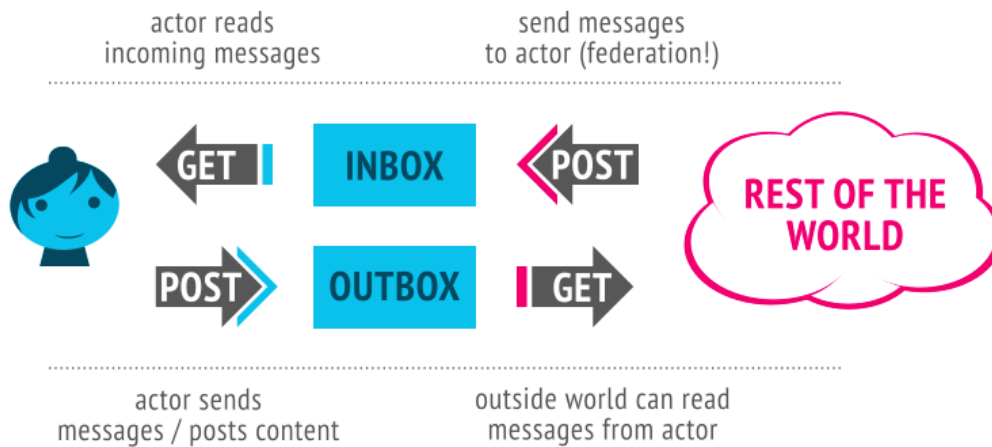 actor reads
incoming messages
send messages
to actor (federation!)
GET
INBOX
POST
REST OF THE
WORLD
POST
OUTBOX
GET
actor sends
messages / posts content
outside world can read
messages from actor